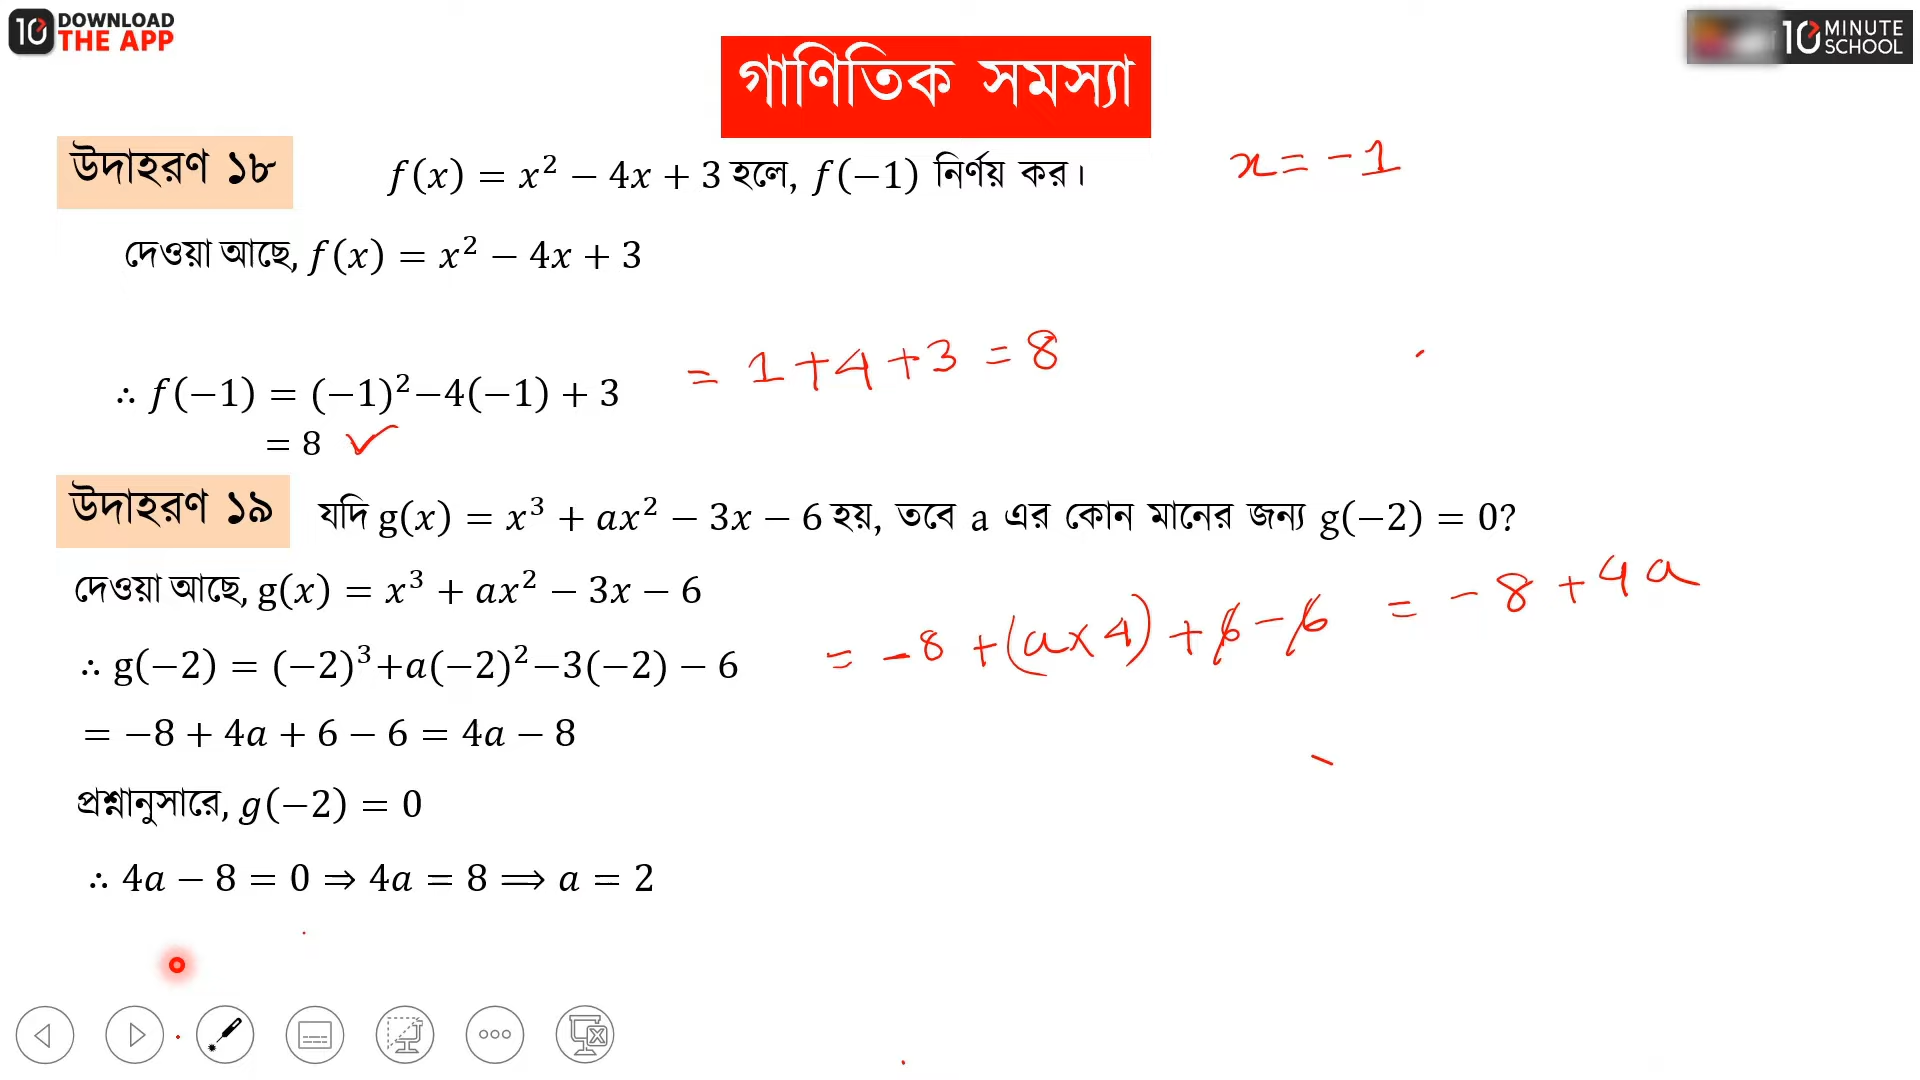 10 DOWNLOAD THE APP
10 MINUTE SCHOOL
গাণিতিক সমস্যা
উদাহরণ ১৮ f(x) = x² − 4x + 3 হলে, f(−1) নির্ণয় কর। x = −1
দেওয়া আছে, f(x) = x² − 4x + 3
∴ f(−1) = (−1)²−4(−1) + 3 = 1 + 4 + 3 = 8
= 8 ✓
উদাহরণ ১৯ যদি g(x) = x³ + ax² − 3x − 6 হয়, তবে a এর কোন মানের জন্য g(−2) = 0?
দেওয়া আছে, g(x) = x³ + ax² − 3x − 6
∴ g(−2) = (−2)³+a(−2)²−3(−2) − 6 = −8 + (a × 4) + 6 − 6 = −8 + 4a
= −8 + 4a + 6 − 6 = 4a − 8
প্রশ্নানুসারে, g(−2) = 0
∴ 4a − 8 = 0 ⇒ 4a = 8 ⟹ a = 2